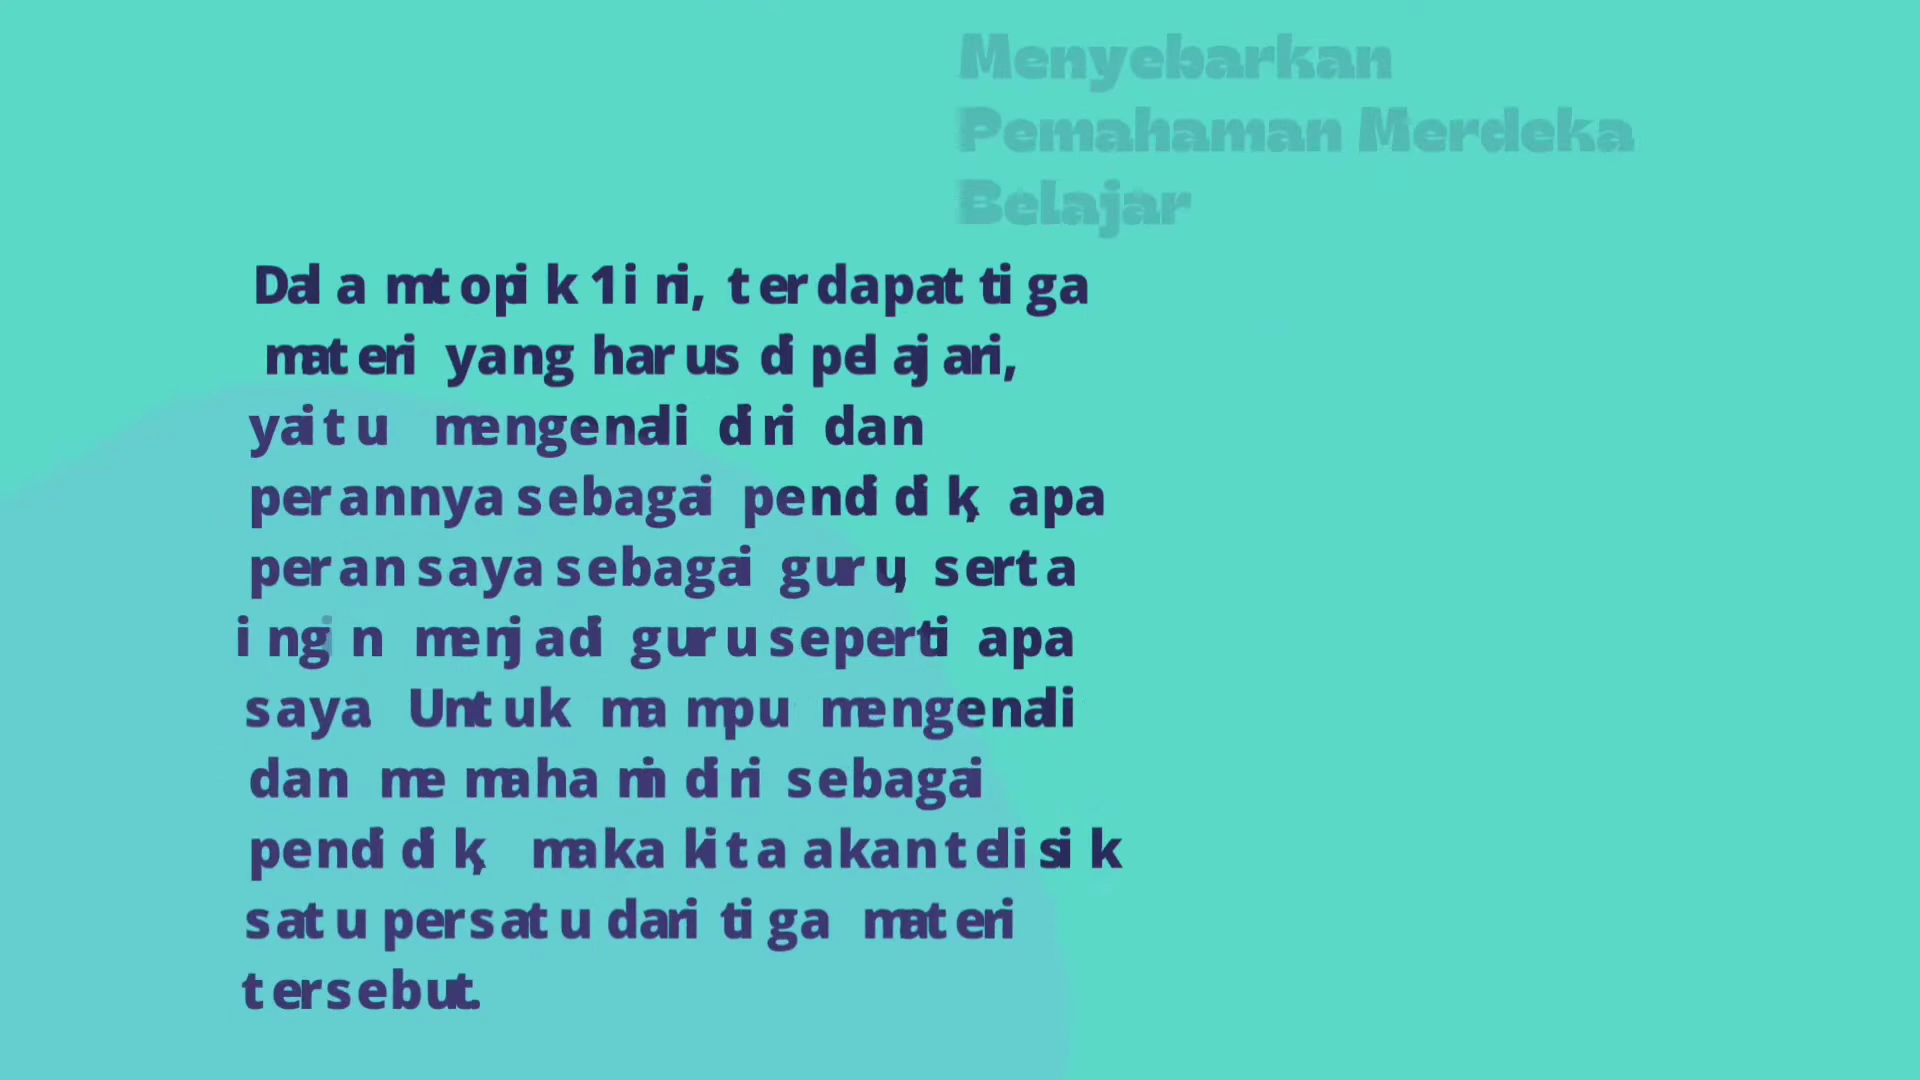 Menyebarkan
Pemahaman Merdeka
Belajar
Dalam topik 1 ini, terdapat tiga
materi yang harus dipelajari,
yaitu mengenali diri dan
perannya sebagai pendidik, apa
peran saya sebagai guru, serta
ingin menjadi guru seperti apa
saya. Untuk mampu mengenali
dan memahami diri sebagai
pendidik, maka kita akan telisik
satu persatu dari tiga materi
tersebut.